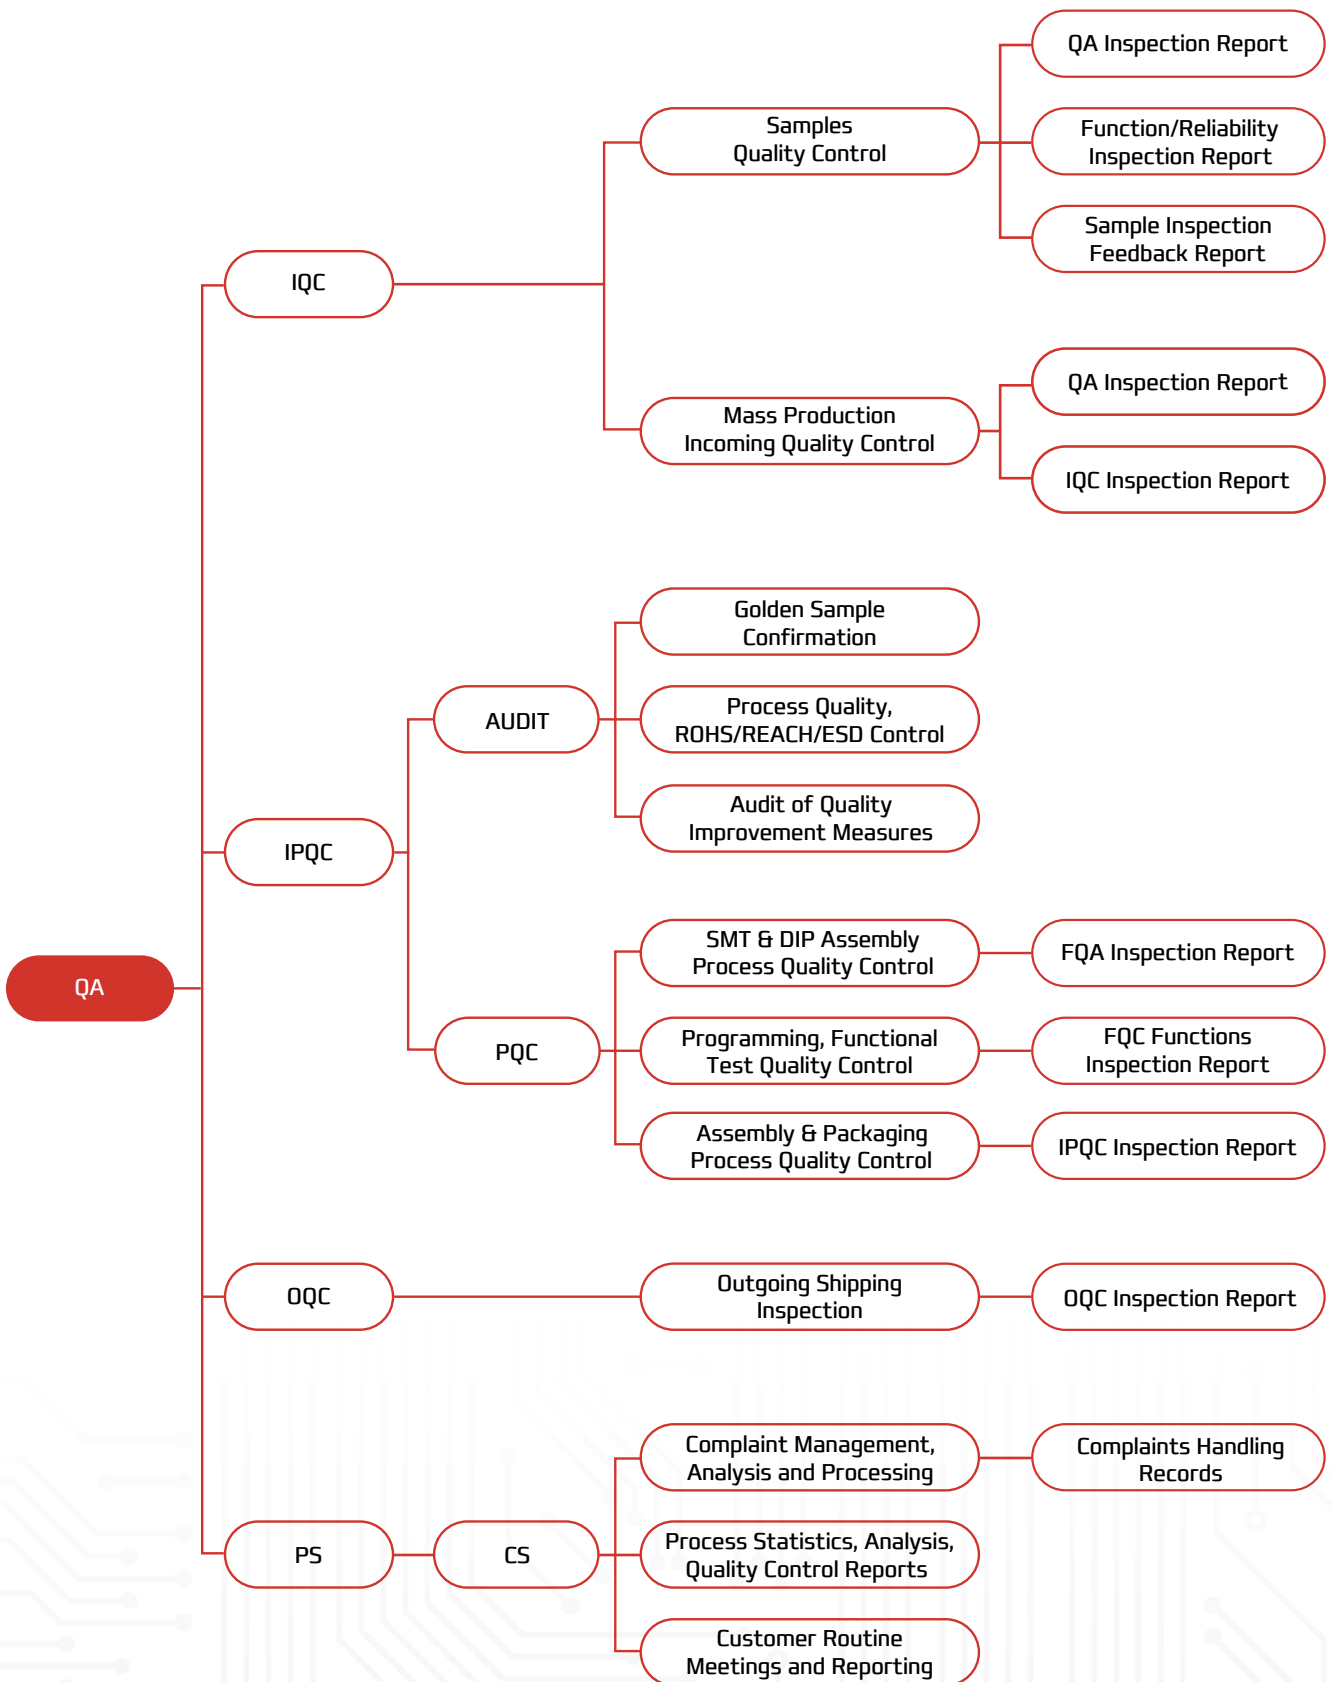 QA Inspection Report
Samples
Quality Control
Function/Reliability
Inspection Report
Sample Inspection
Feedback Report
IQC
QA Inspection Report
Mass Production
Incoming Quality Control
IQC Inspection Report
Golden Sample
Confirmation
AUDIT
Process Quality,
ROHS/REACH/ESD Control
Audit of Quality
Improvement Measures
IPQC
SMT & DIP Assembly
Process Quality Control
FQA Inspection Report
QA
PQC
Programming, Functional
Test Quality Control
FQC Functions
Inspection Report
Assembly & Packaging
Process Quality Control
IPQC Inspection Report
OQC
Outgoing Shipping
Inspection
OQC Inspection Report
Complaint Management,
Analysis and Processing
Complaints Handling
Records
PS
CS
Process Statistics, Analysis,
Quality Control Reports
Customer Routine
Meetings and Reporting